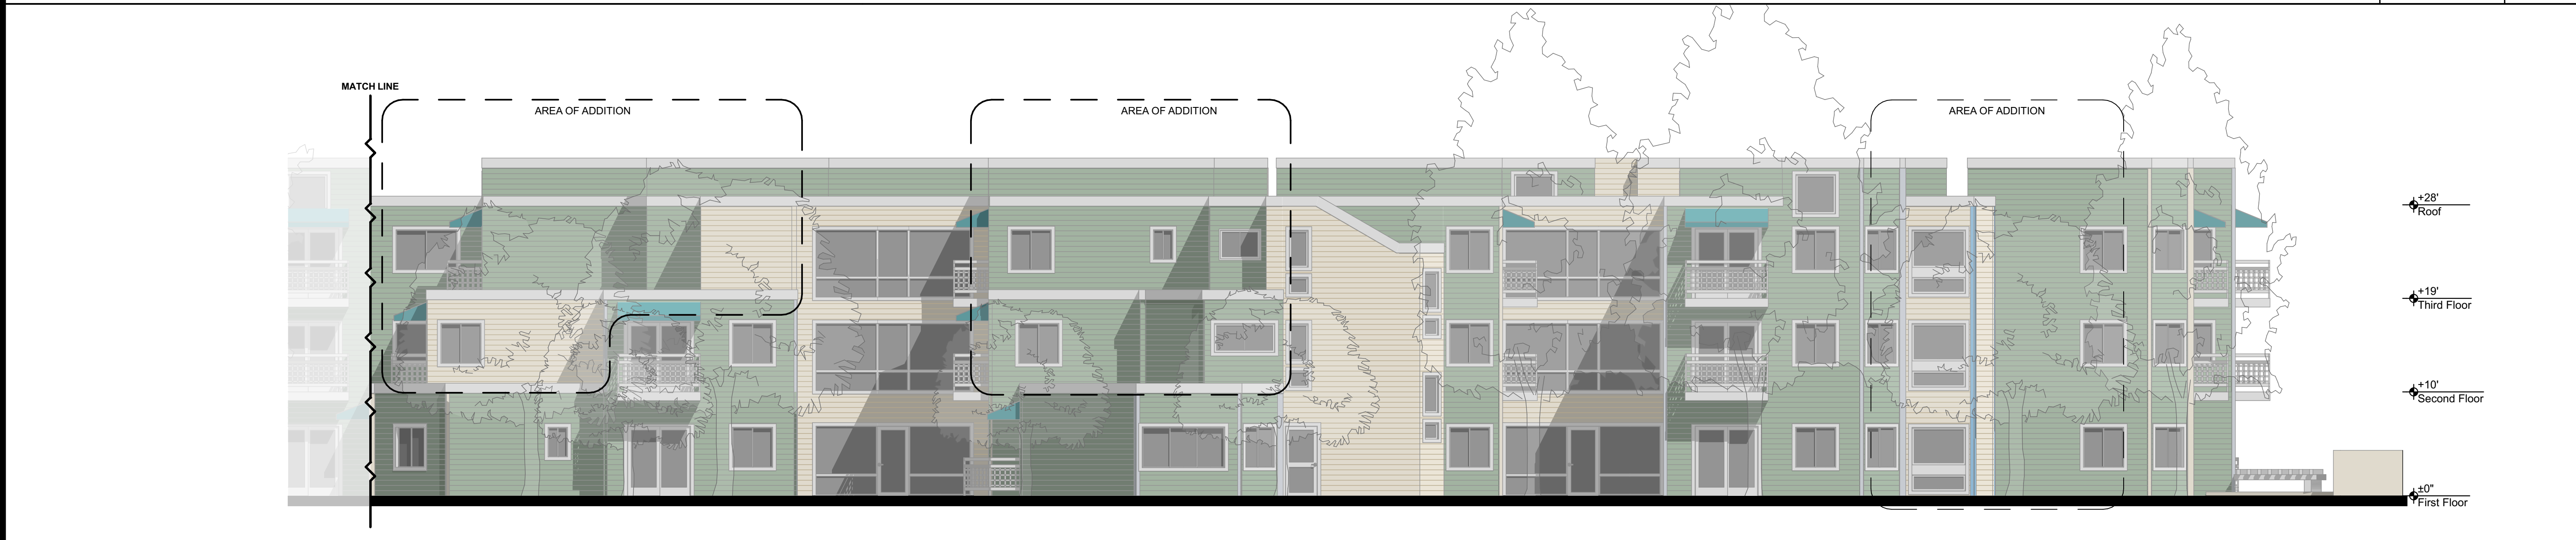 MATCH LINE
AREA OF ADDITION
AREA OF ADDITION
AREA OF ADDITION
+28'
Roof
+19'
Third Floor
+10'
Second Floor
±0"
First Floor